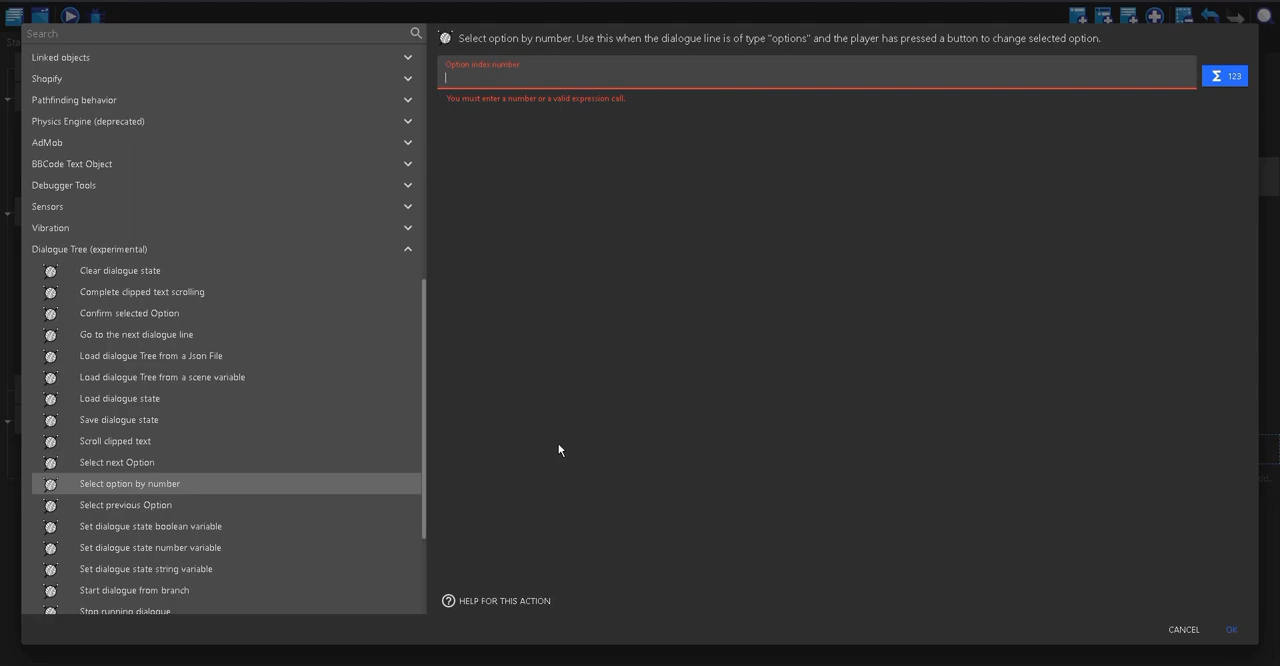 Search
Linked objects
Shopify
Pathfinding behavior
Physics Engine (deprecated)
AdMob
BBCode Text Object
Debugger Tools
Sensors
Vibration
Dialogue Tree (experimental)
Clear dialogue state
Complete clipped text scrolling
Confirm selected Option
Go to the next dialogue line
Load dialogue Tree from a Json File
Load dialogue Tree from a scene variable
Load dialogue state
Save dialogue state
Scroll clipped text
Select next Option
Select option by number
Select previous Option
Set dialogue state boolean variable
Set dialogue state number variable
Set dialogue state string variable
Start dialogue from branch
Stop running dialogue
Select option by number. Use this when the dialogue line is of type "options" and the player has pressed a button to change selected option.
Option index number
Σ 123
You must enter a number or a valid expression call.
HELP FOR THIS ACTION
CANCEL OK